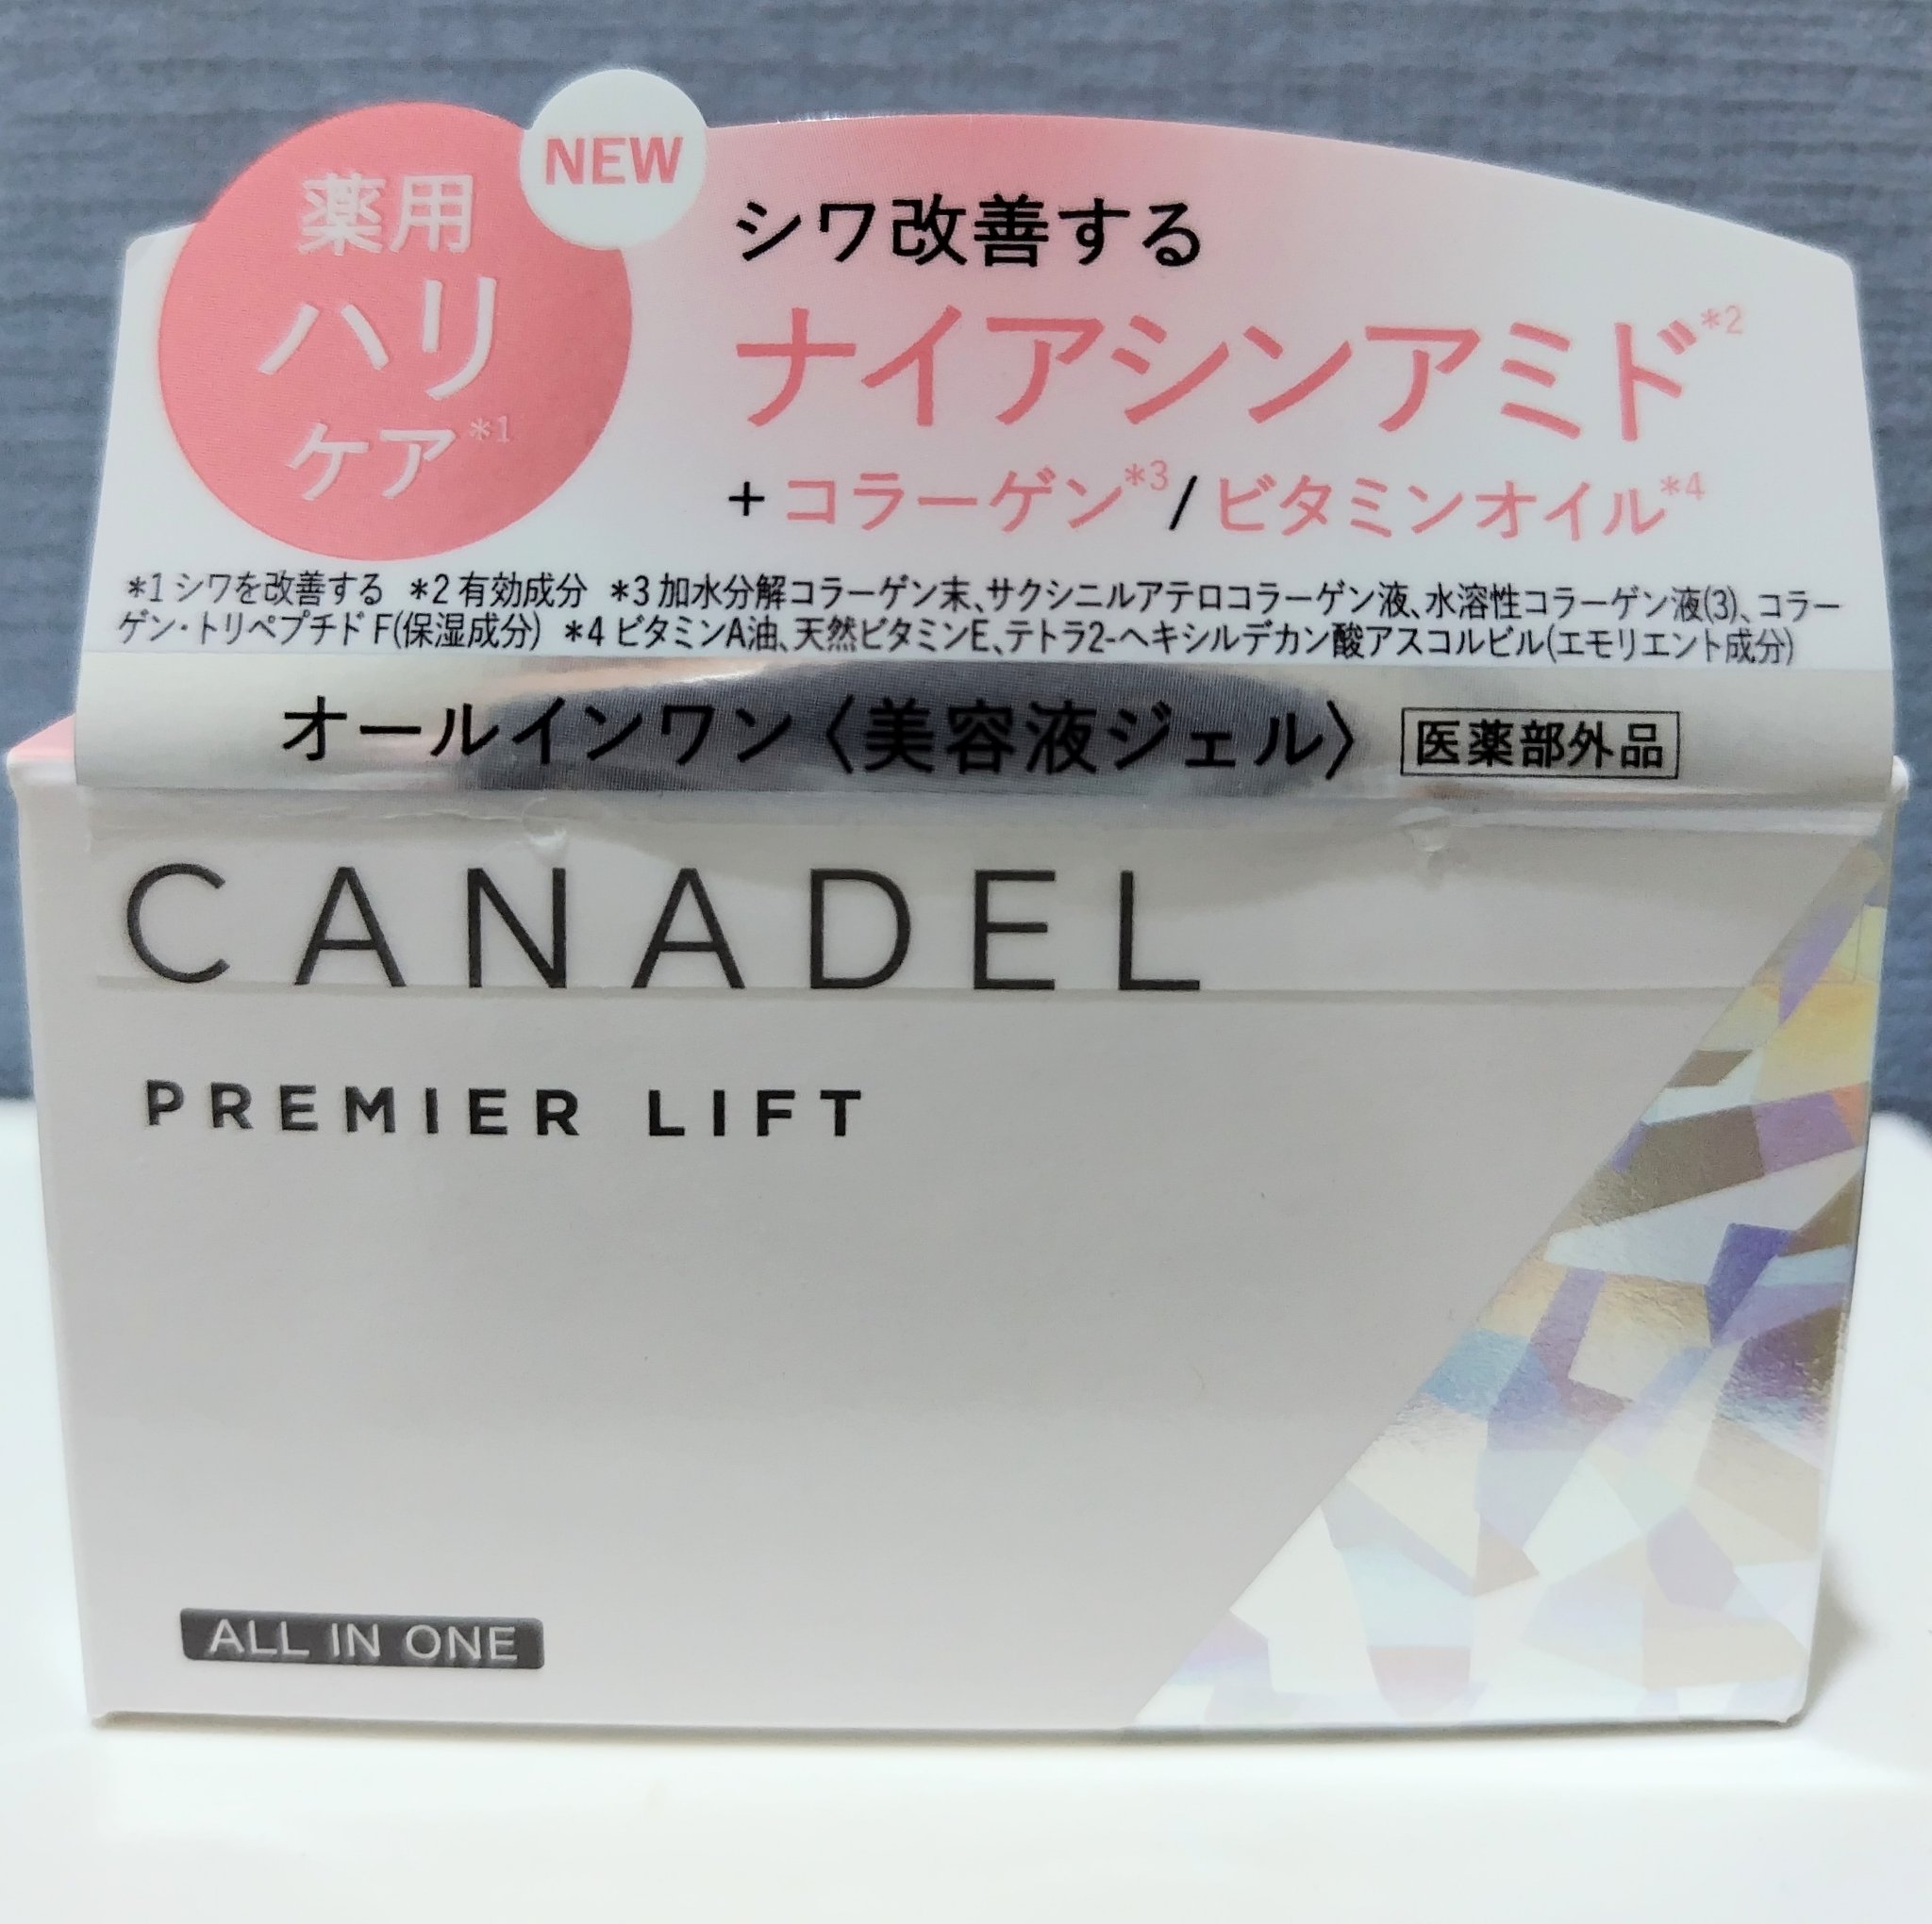 NEW
薬用
ハリ
ケア*1
シワ改善する
ナイアシンアミド*2
+コラーゲン*3/ビタミンオイル*4
*1 シワを改善する *2 有効成分 *3 加水分解コラーゲン末、サクシニルアテロコラーゲン液、水溶性コラーゲン液(3)、コラー
ゲン・トリペプチド F(保湿成分) *4 ビタミンA油、天然ビタミンE、テトラ2-ヘキシルデカン酸アスコルビル(エモリエント成分)
オールインワン〈美容液ジェル〉 医薬部外品
CANADEL
PREMIER LIFT
ALL IN ONE